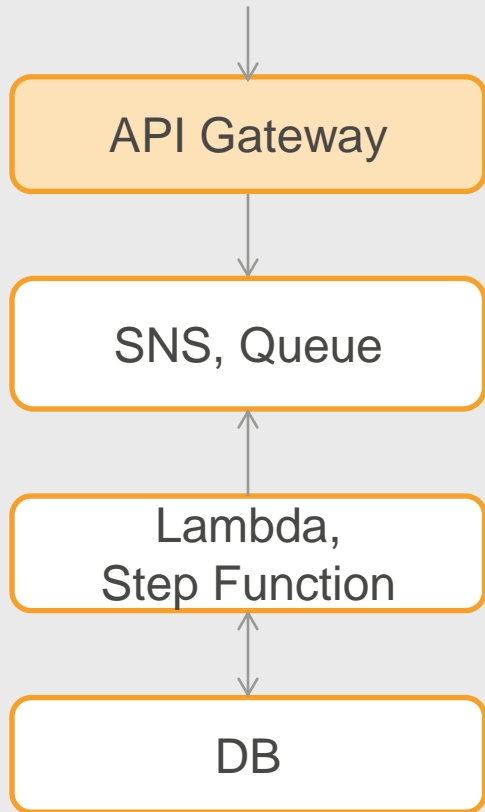 API Gateway
SNS, Queue
Lambda,
Step Function
DB